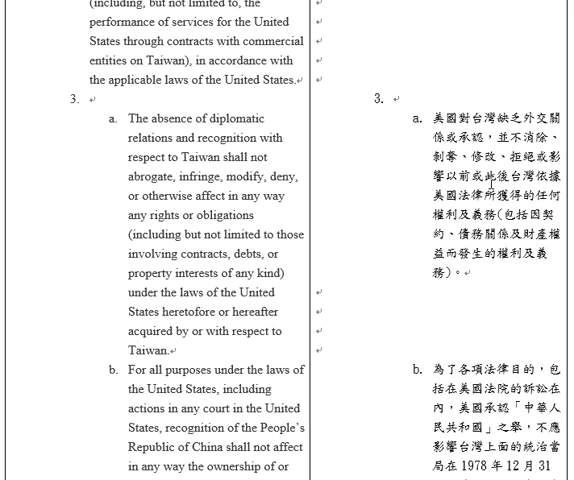 (including, but not limited to, the
performance of services for the United
States through contracts with commercial
entities on Taiwan), in accordance with
the applicable laws of the United States.
3.
a. The absence of diplomatic
relations and recognition with
respect to Taiwan shall not
abrogate, infringe, modify, deny,
or otherwise affect in any way
any rights or obligations
(including but not limited to those
involving contracts, debts, or
property interests of any kind)
under the laws of the United
States heretofore or hereafter
acquired by or with respect to
Taiwan.
b. For all purposes under the laws of
the United States, including
actions in any court in the United
States, recognition of the People's
Republic of China shall not affect
in any way the ownership of or
3.
a. 美國對台灣缺乏外交關
係或承認，並不消除、
剝奪、修改、拒絕或影
響以前或此後台灣依據
美國法律所獲得的任何
權利及義務(包括因契
約、債務關係及財產權
益而發生的權利及義
務)。
b. 為了各項法律目的，包
括在美國法院的訴訟在
內，美國承認「中華人
民共和國」之舉，不應
影響台灣上面的統治當
局在 1978 年 12 月 31